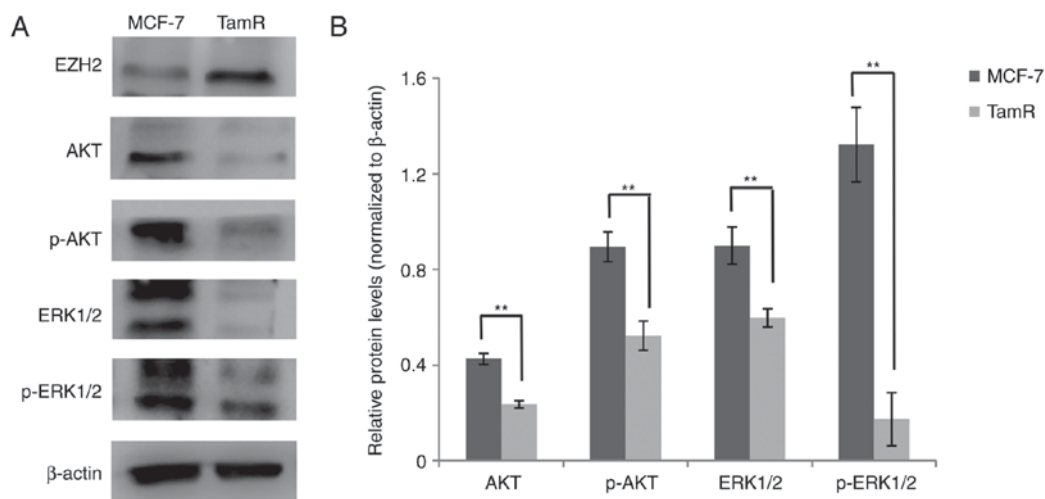 A
MCF-7 TamR
EZH2
AKT
p-AKT
ERK1/2
p-ERK1/2
β-actin
B
Relative protein levels (normalized to β-actin)
1.6
1.2
0.8
0.4
0
**
**
**
**
AKT p-AKT ERK1/2 p-ERK1/2
MCF-7
TamR